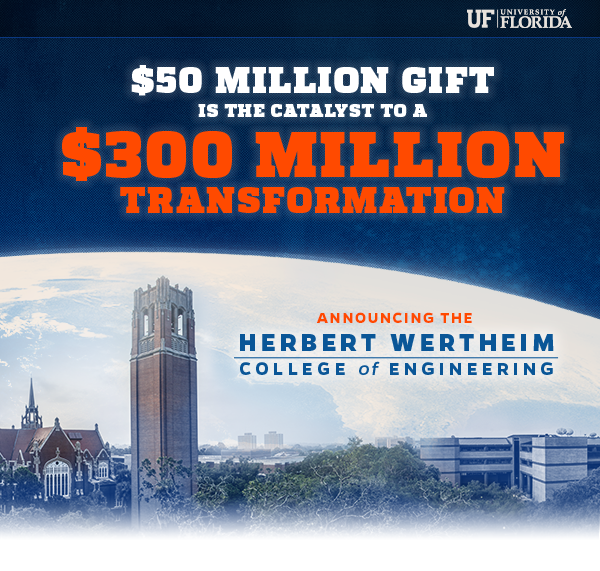 UF UNIVERSITY of
FLORIDA
$50 MILLION GIFT
IS THE CATALYST TO A
$300 MILLION
TRANSFORMATION
ANNOUNCING THE
HERBERT WERTHEIM
COLLEGE of ENGINEERING